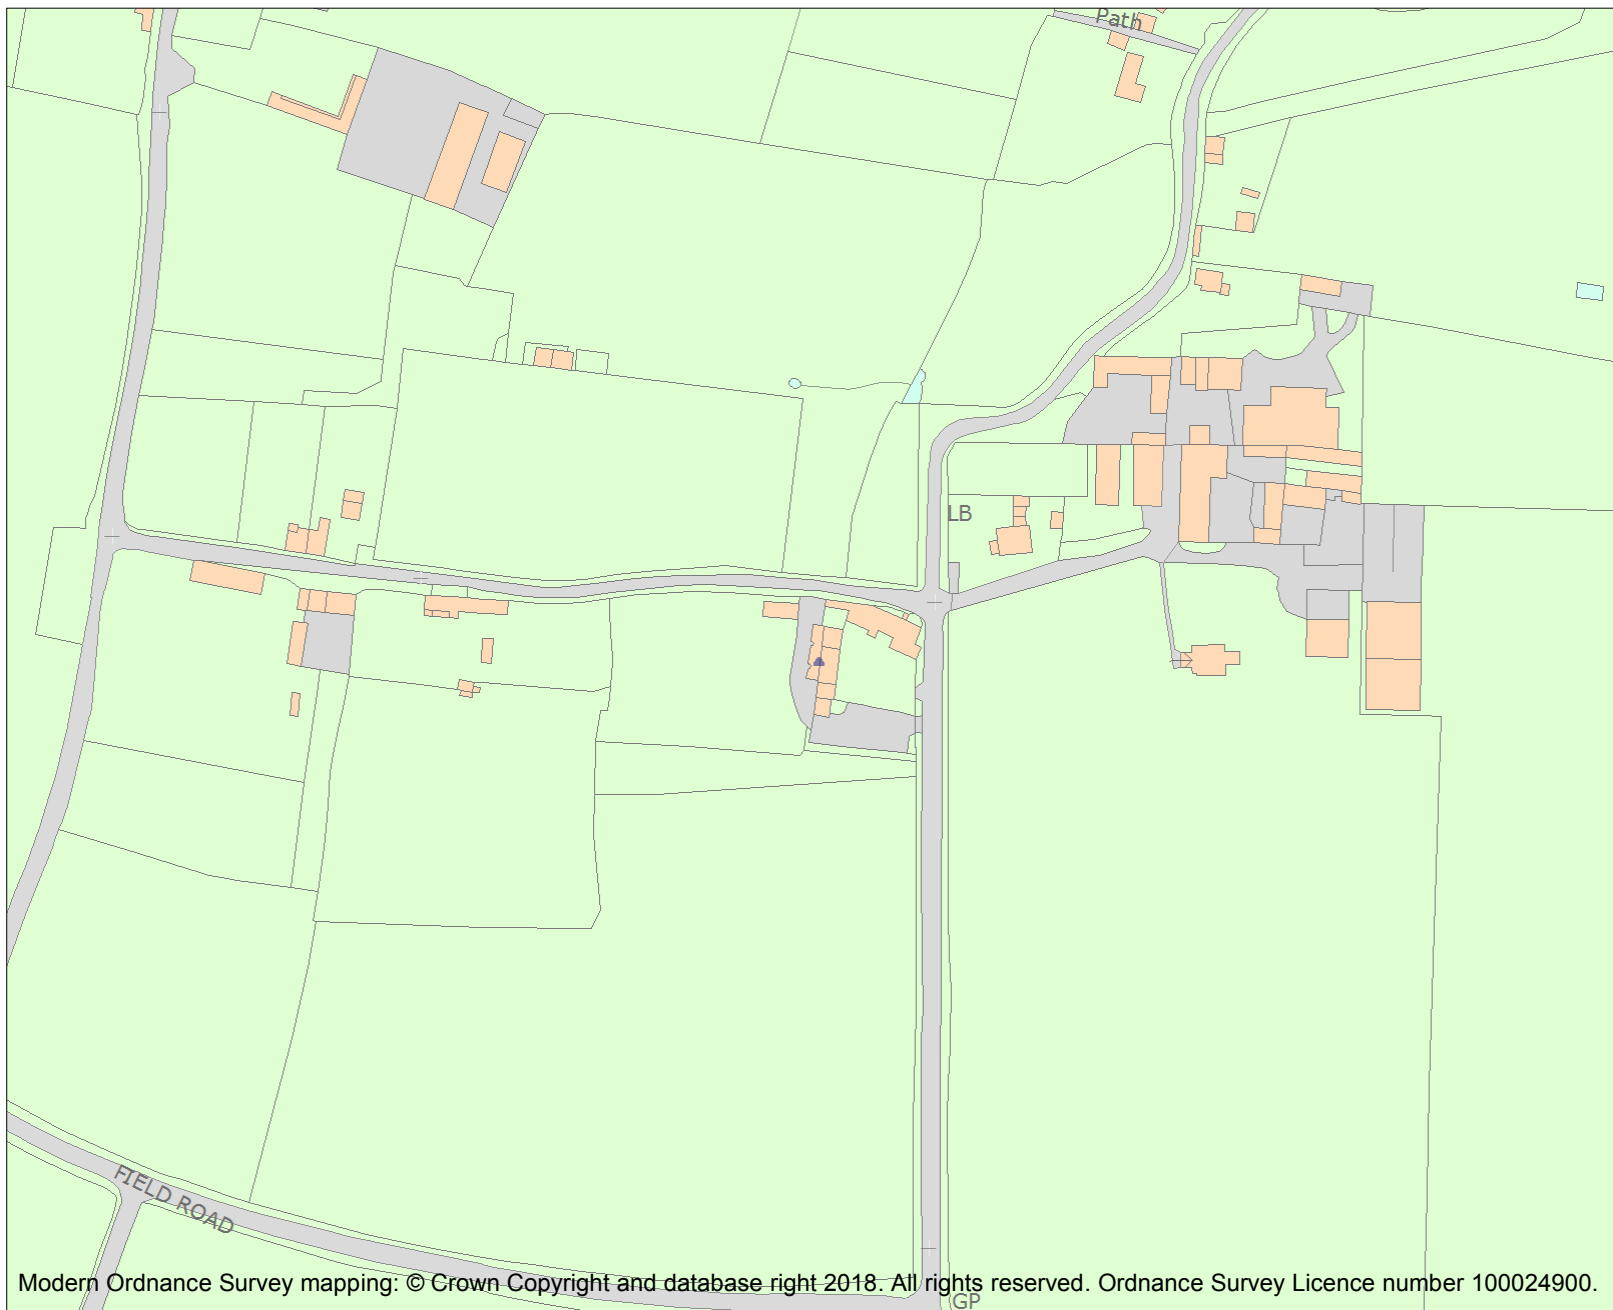 Path
LB
FIELD ROAD
Modern Ordnance Survey mapping: © Crown Copyright and database right 2018. All rights reserved. Ordnance Survey Licence number 100024900.
GP